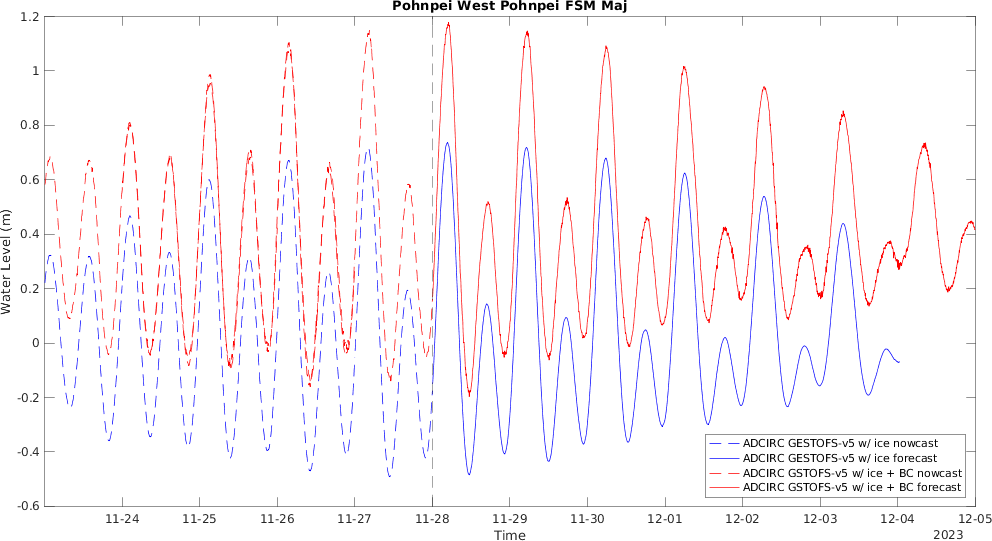 Pohnpei West Pohnpei FSM Maj
1.2
1
0.8
0.6
0.4
0.2
0
-0.2
-0.4
-0.6
Water Level (m)
ADCIRC GESTOFS-v5 w/ ice nowcast
ADCIRC GESTOFS-v5 w/ ice forecast
ADCIRC GSTOFS-v5 w/ ice + BC nowcast
ADCIRC GSTOFS-v5 w/ ice + BC forecast
11-24 11-25 11-26 11-27 11-28 11-29 11-30 12-01 12-02 12-03 12-04 12-05
Time
2023